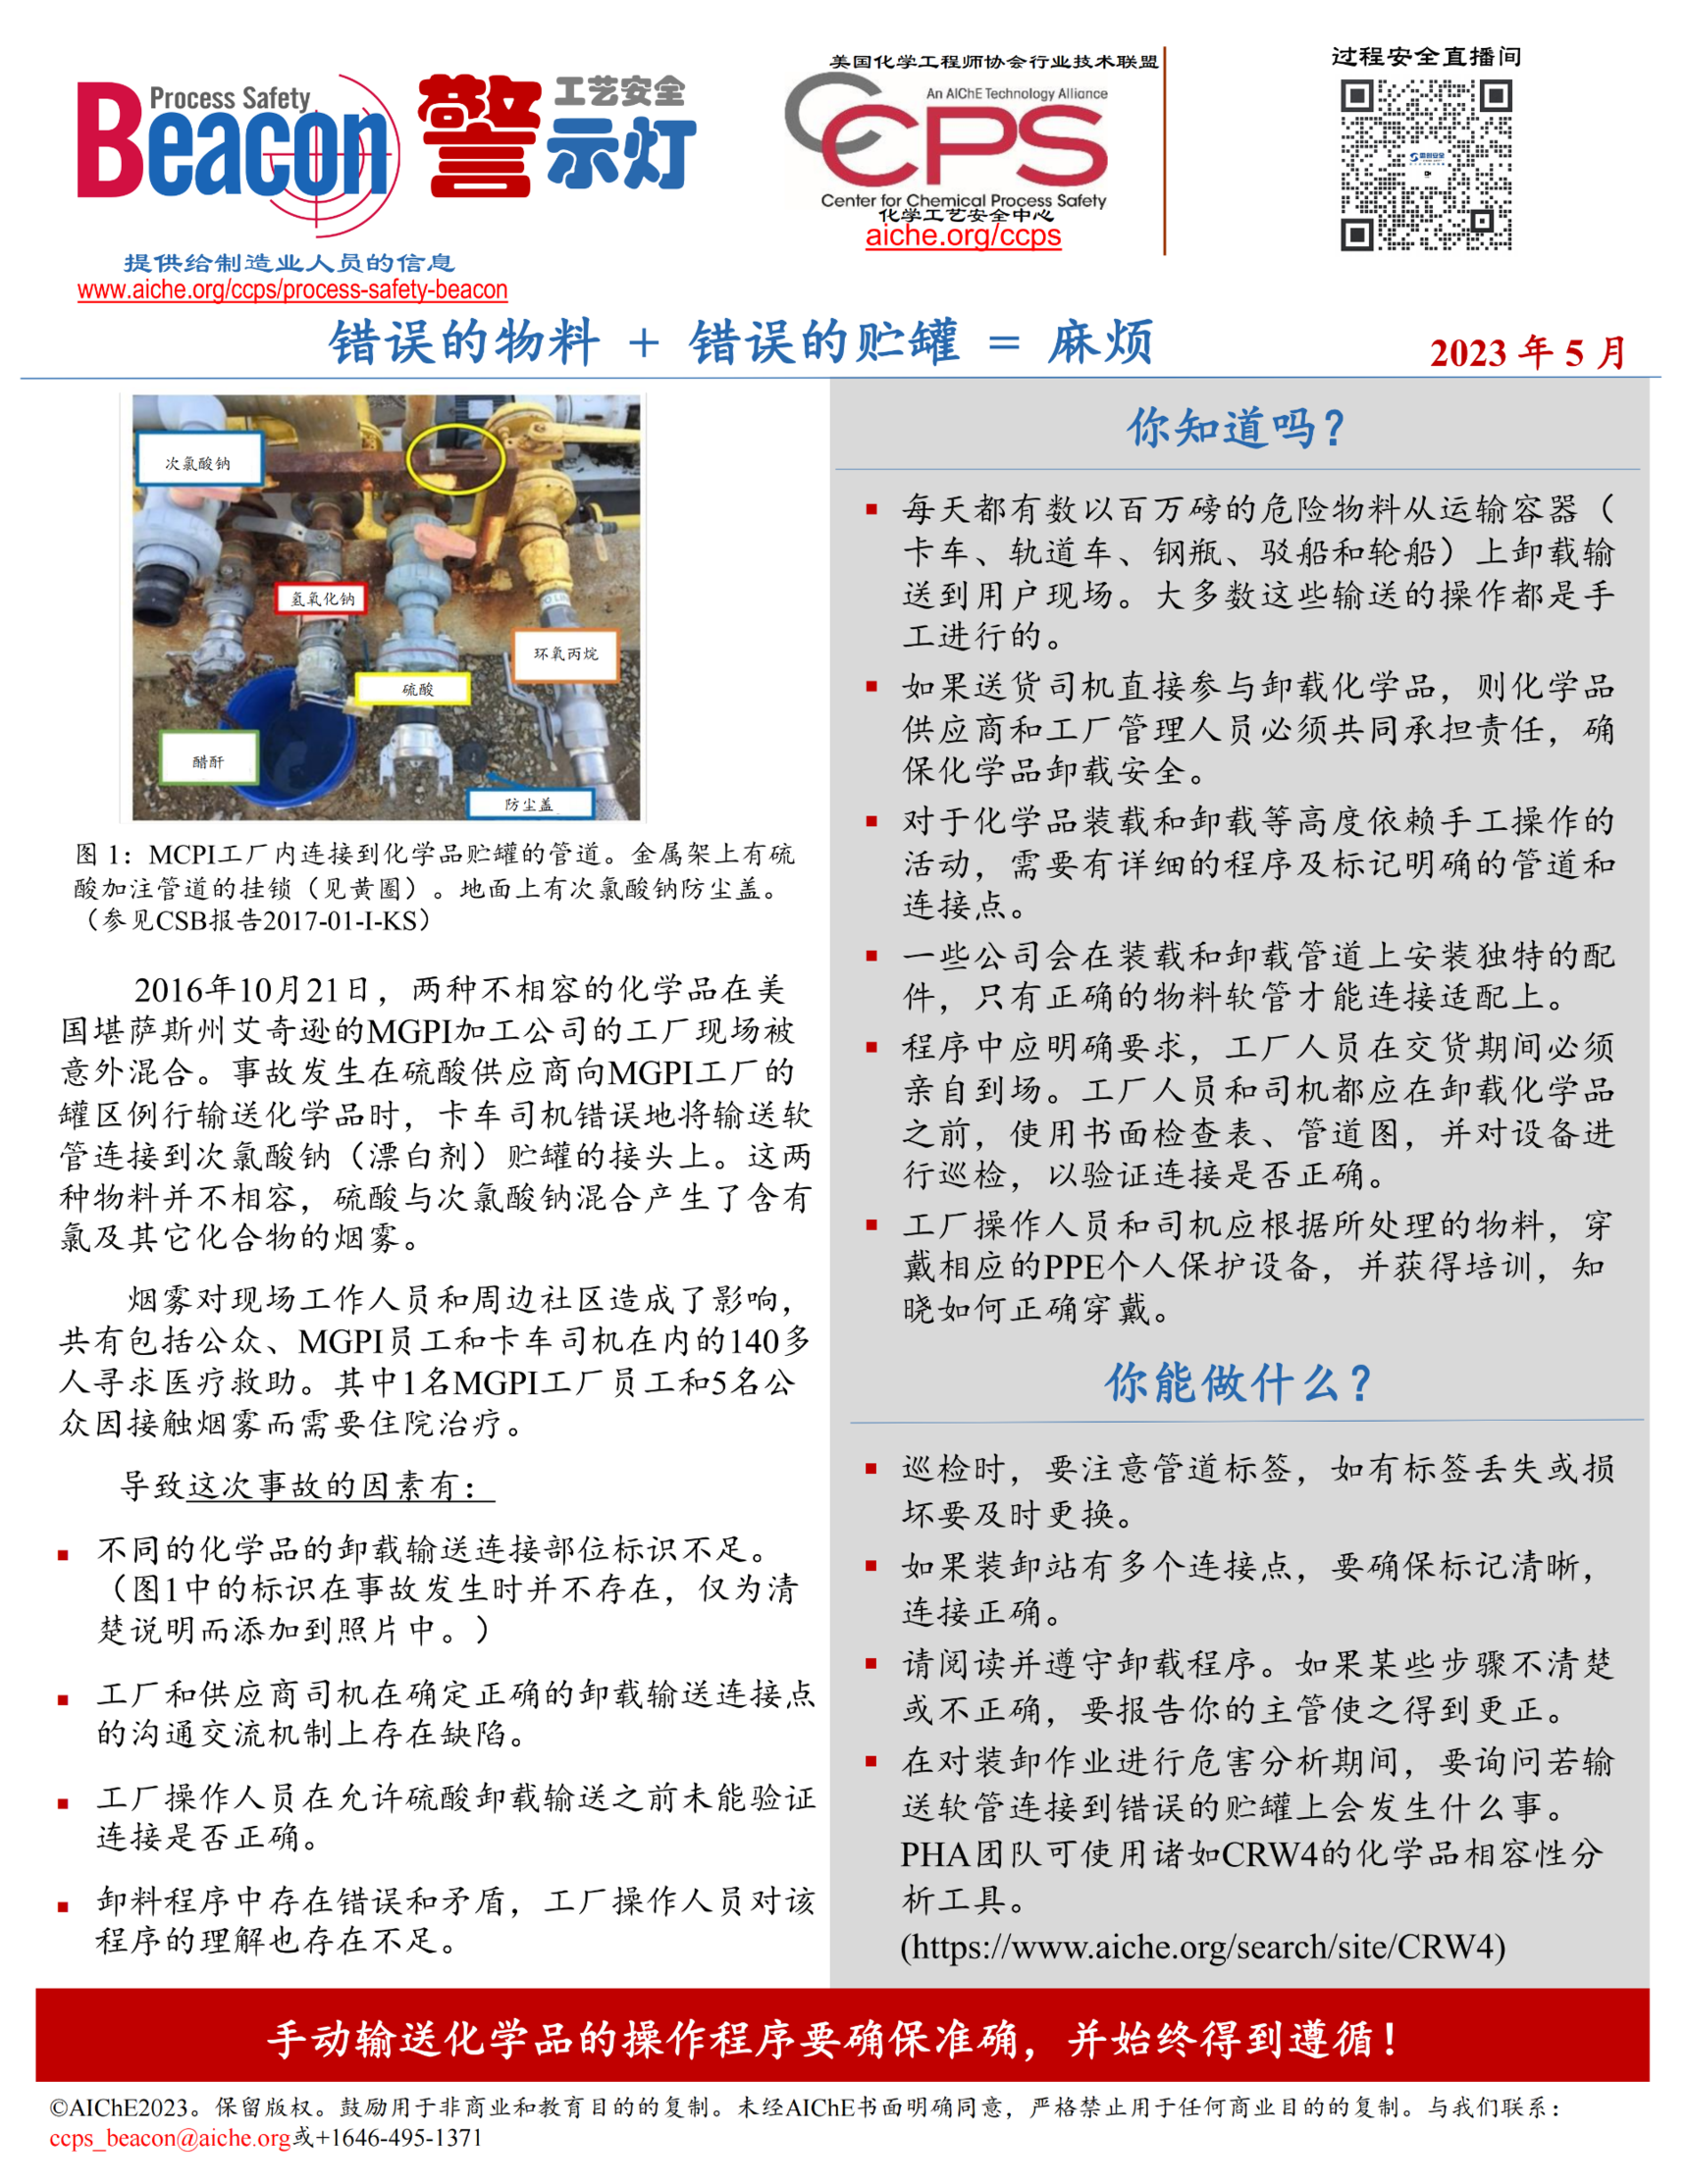 Process Safety
Beacon
警示灯
工艺安全
提供给制造业人员的信息
www.aiche.org/ccps/process-safety-beacon
美国化学工程师协会行业技术联盟
An AIChE Technology Alliance
CCPS
Center for Chemical Process Safety
化学工艺安全中心
aiche.org/ccps
过程安全直播间
错误的物料 + 错误的贮罐 = 麻烦
2023 年 5 月
次氯酸钠
氢氧化钠
环氧丙烷
硫酸
醋酐
防尘盖
图 1：MCPI工厂内连接到化学品贮罐的管道。金属架上有硫
酸加注管道的挂锁（见黄圈）。地面上有次氯酸钠防尘盖。
（参见CSB报告2017-01-I-KS）
2016年10月21日，两种不相容的化学品在美
国堪萨斯州艾奇逊的MGPI加工公司的工厂现场被
意外混合。事故发生在硫酸供应商向MGPI工厂的
罐区例行输送化学品时，卡车司机错误地将输送软
管连接到次氯酸钠（漂白剂）贮罐的接头上。这两
种物料并不相容，硫酸与次氯酸钠混合产生了含有
氯及其它化合物的烟雾。
烟雾对现场工作人员和周边社区造成了影响，
共有包括公众、MGPI员工和卡车司机在内的140多
人寻求医疗救助。其中1名MGPI工厂员工和5名公
众因接触烟雾而需要住院治疗。
导致这次事故的因素有：
▪ 不同的化学品的卸载输送连接部位标识不足。
（图1中的标识在事故发生时并不存在，仅为清
楚说明而添加到照片中。）
▪ 工厂和供应商司机在确定正确的卸载输送连接点
的沟通交流机制上存在缺陷。
▪ 工厂操作人员在允许硫酸卸载输送之前未能验证
连接是否正确。
▪ 卸料程序中存在错误和矛盾，工厂操作人员对该
程序的理解也存在不足。
你知道吗？
▪ 每天都有数以百万磅的危险物料从运输容器（
卡车、轨道车、钢瓶、驳船和轮船）上卸载输
送到用户现场。大多数这些输送的操作都是手
工进行的。
▪ 如果送货司机直接参与卸载化学品，则化学品
供应商和工厂管理人员必须共同承担责任，确
保化学品卸载安全。
▪ 对于化学品装载和卸载等高度依赖手工操作的
活动，需要有详细的程序及标记明确的管道和
连接点。
▪ 一些公司会在装载和卸载管道上安装独特的配
件，只有正确的物料软管才能连接适配上。
▪ 程序中应明确要求，工厂人员在交货期间必须
亲自到场。工厂人员和司机都应在卸载化学品
之前，使用书面检查表、管道图，并对设备进
行巡检，以验证连接是否正确。
▪ 工厂操作人员和司机应根据所处理的物料，穿
戴相应的PPE个人保护设备，并获得培训，知
晓如何正确穿戴。
你能做什么？
▪ 巡检时，要注意管道标签，如有标签丢失或损
坏要及时更换。
▪ 如果装卸站有多个连接点，要确保标记清晰，
连接正确。
▪ 请阅读并遵守卸载程序。如果某些步骤不清楚
或不正确，要报告你的主管使之得到更正。
▪ 在对装卸作业进行危害分析期间，要询问若输
送软管连接到错误的贮罐上会发生什么事。
PHA团队可使用诸如CRW4的化学品相容性分
析工具。
(https://www.aiche.org/search/site/CRW4)
手动输送化学品的操作程序要确保准确，并始终得到遵循！
©AIChE2023。保留版权。鼓励用于非商业和教育目的的复制。未经AIChE书面明确同意，严格禁止用于任何商业目的的复制。与我们联系：
ccps_beacon@aiche.org或+1646-495-1371